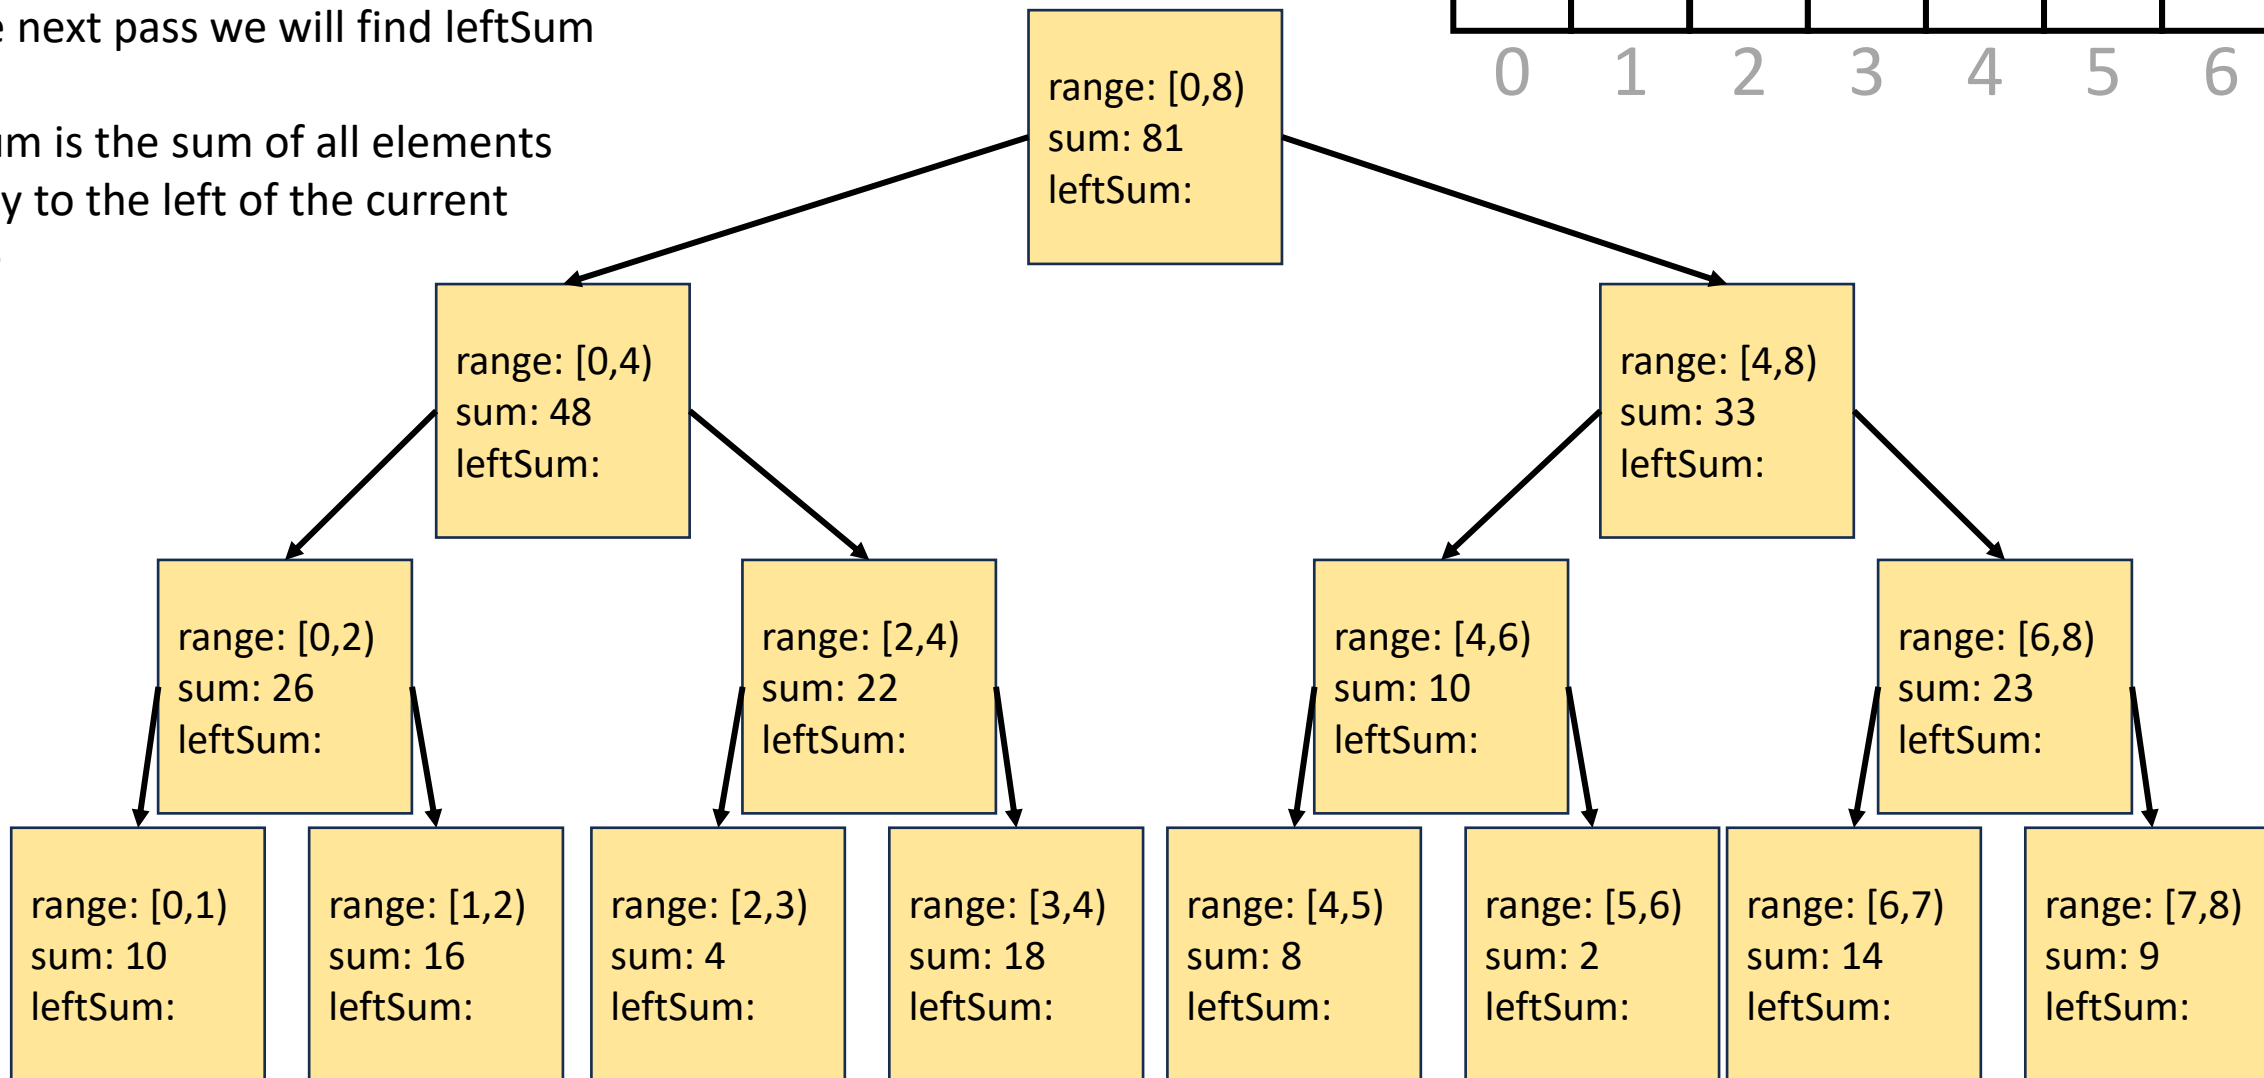 next pass we will find leftSum
is the sum of all elements
to the left of the current
0 1 2 3 4 5 6
range: [0,8)
sum: 81
leftSum:
range: [0,4)
sum: 48
leftSum:
range: [4,8)
sum: 33
leftSum:
range: [0,2)
sum: 26
leftSum:
range: [2,4)
sum: 22
leftSum:
range: [4,6)
sum: 10
leftSum:
range: [6,8)
sum: 23
leftSum:
range: [0,1)
sum: 10
leftSum:
range: [1,2)
sum: 16
leftSum:
range: [2,3)
sum: 4
leftSum:
range: [3,4)
sum: 18
leftSum:
range: [4,5)
sum: 8
leftSum:
range: [5,6)
sum: 2
leftSum:
range: [6,7)
sum: 14
leftSum:
range: [7,8)
sum: 9
leftSum: